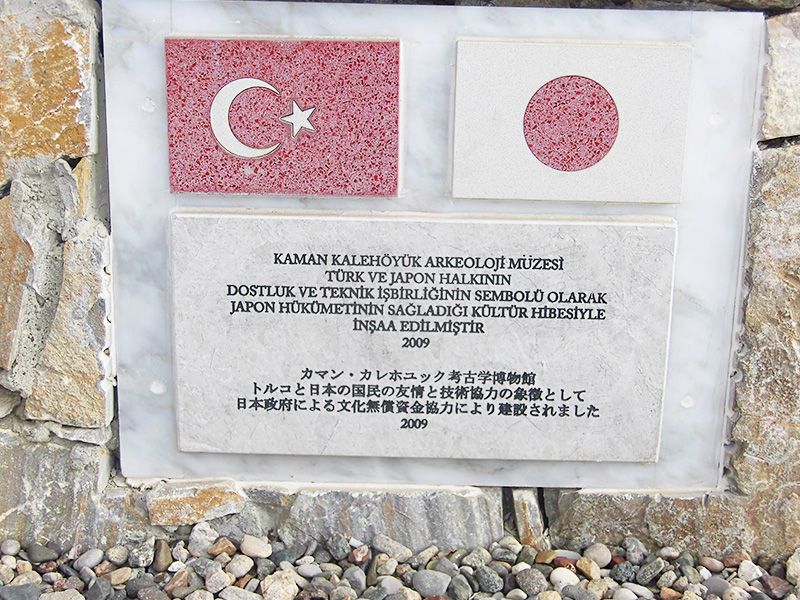 KAMAN KALEHÖYÜK ARKEOLOJİ MÜZESİ
TÜRK VE JAPON HALKININ
DOSTLUK VE TEKNİK İŞBİRLİĞİNİN SEMBOLÜ OLARAK
JAPON HÜKÜMETİNİN SAĞLADIĞI KÜLTÜR HİBESİYLE
İNŞAA EDİLMİŞTİR
2009
カマン・カレホユック考古学博物館
トルコと日本の国民の友情と技術協力の象徴として
日本政府による文化無償資金協力により建設されました
2009